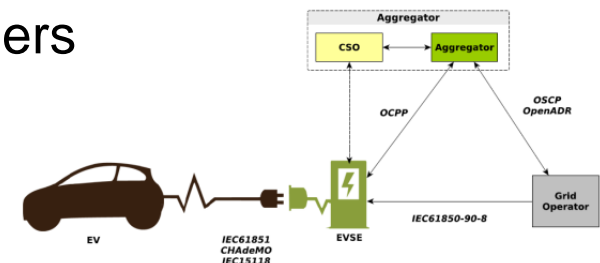 ers
Aggregator
CSO
Aggregator
OCPP
OSCP
OpenADR
Grid
Operator
IEC61850-90-8
EV
EVSE
IEC61851
CHAdeMO
IEC15118